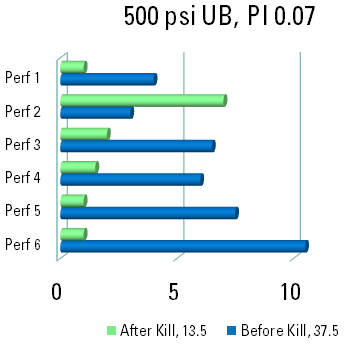 500 psi UB, PI 0.07
Perf 1
Perf 2
Perf 3
Perf 4
Perf 5
Perf 6
0 5 10
After Kill, 13.5 Before Kill, 37.5